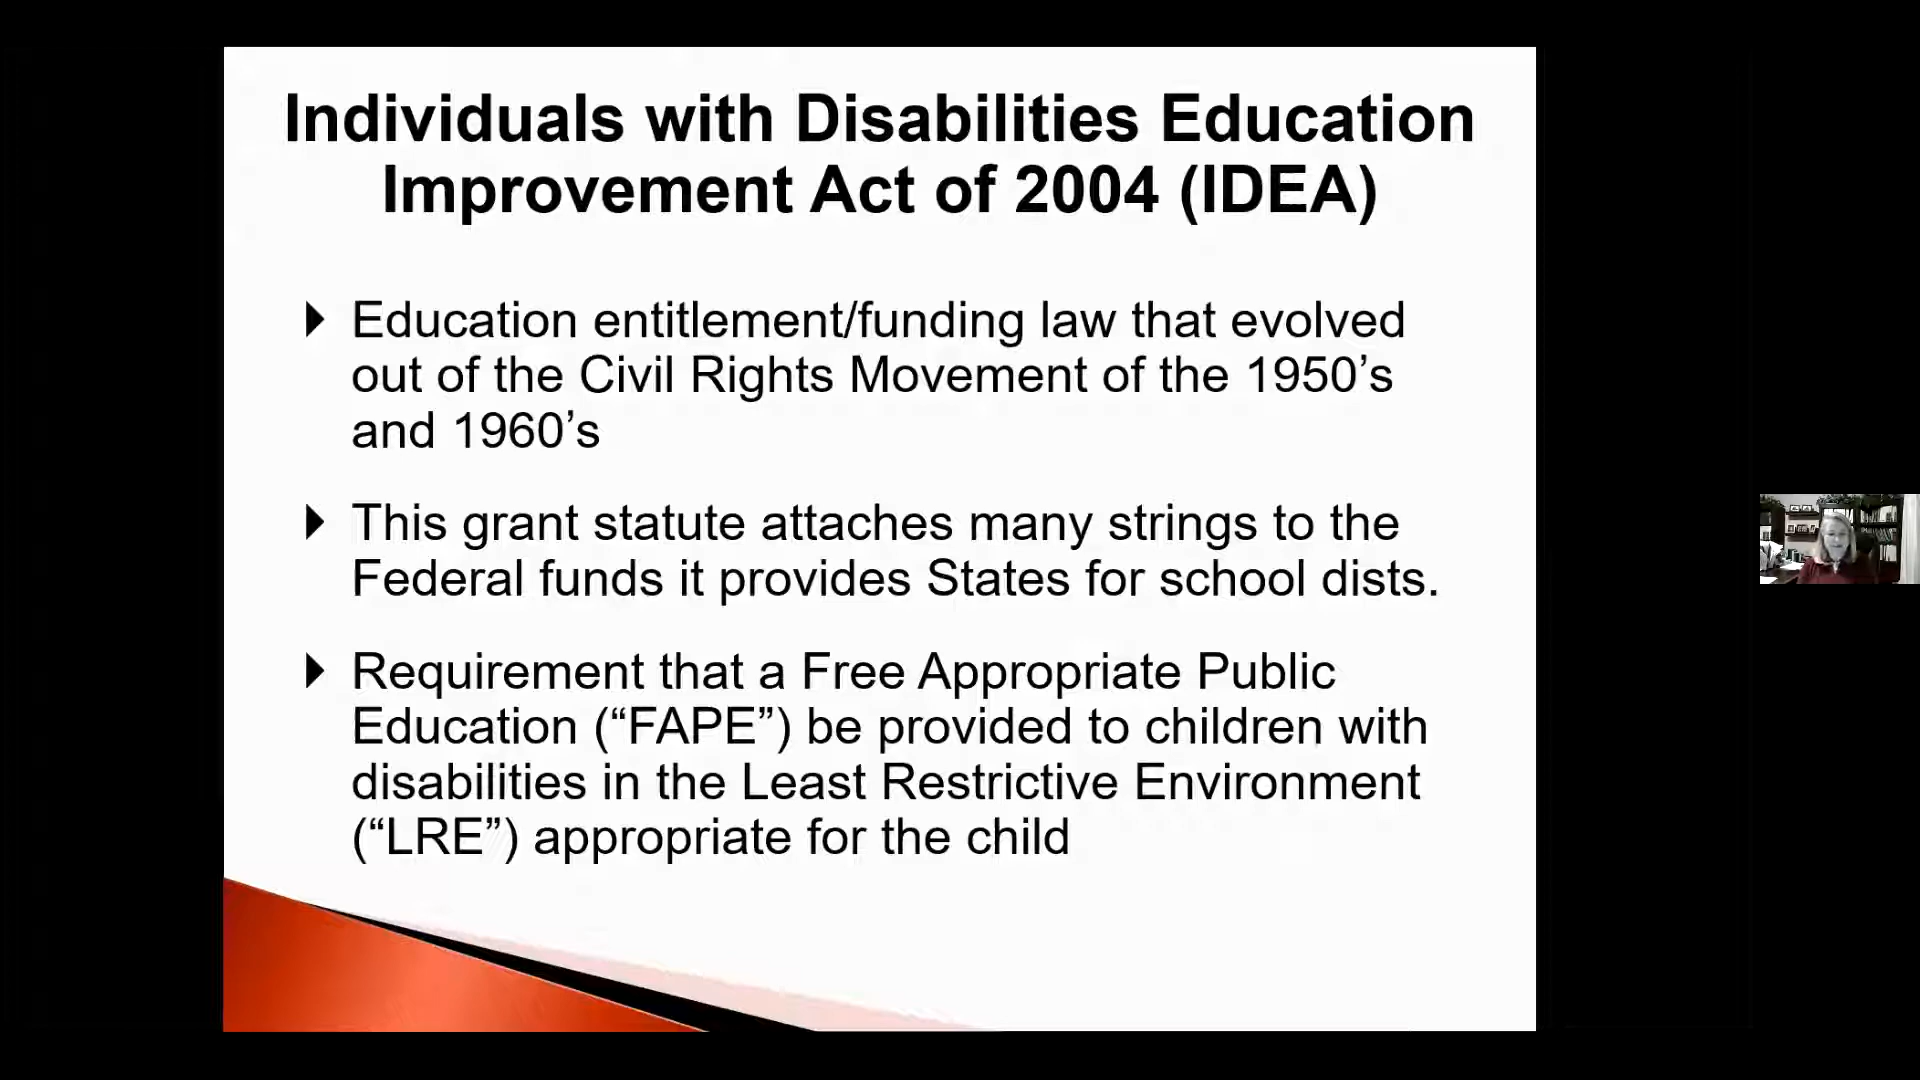 Individuals with Disabilities Education
Improvement Act of 2004 (IDEA)
Education entitlement/funding law that evolved
out of the Civil Rights Movement of the 1950’s
and 1960’s
This grant statute attaches many strings to the
Federal funds it provides States for school dists.
Requirement that a Free Appropriate Public
Education (“FAPE”) be provided to children with
disabilities in the Least Restrictive Environment
(“LRE”) appropriate for the child